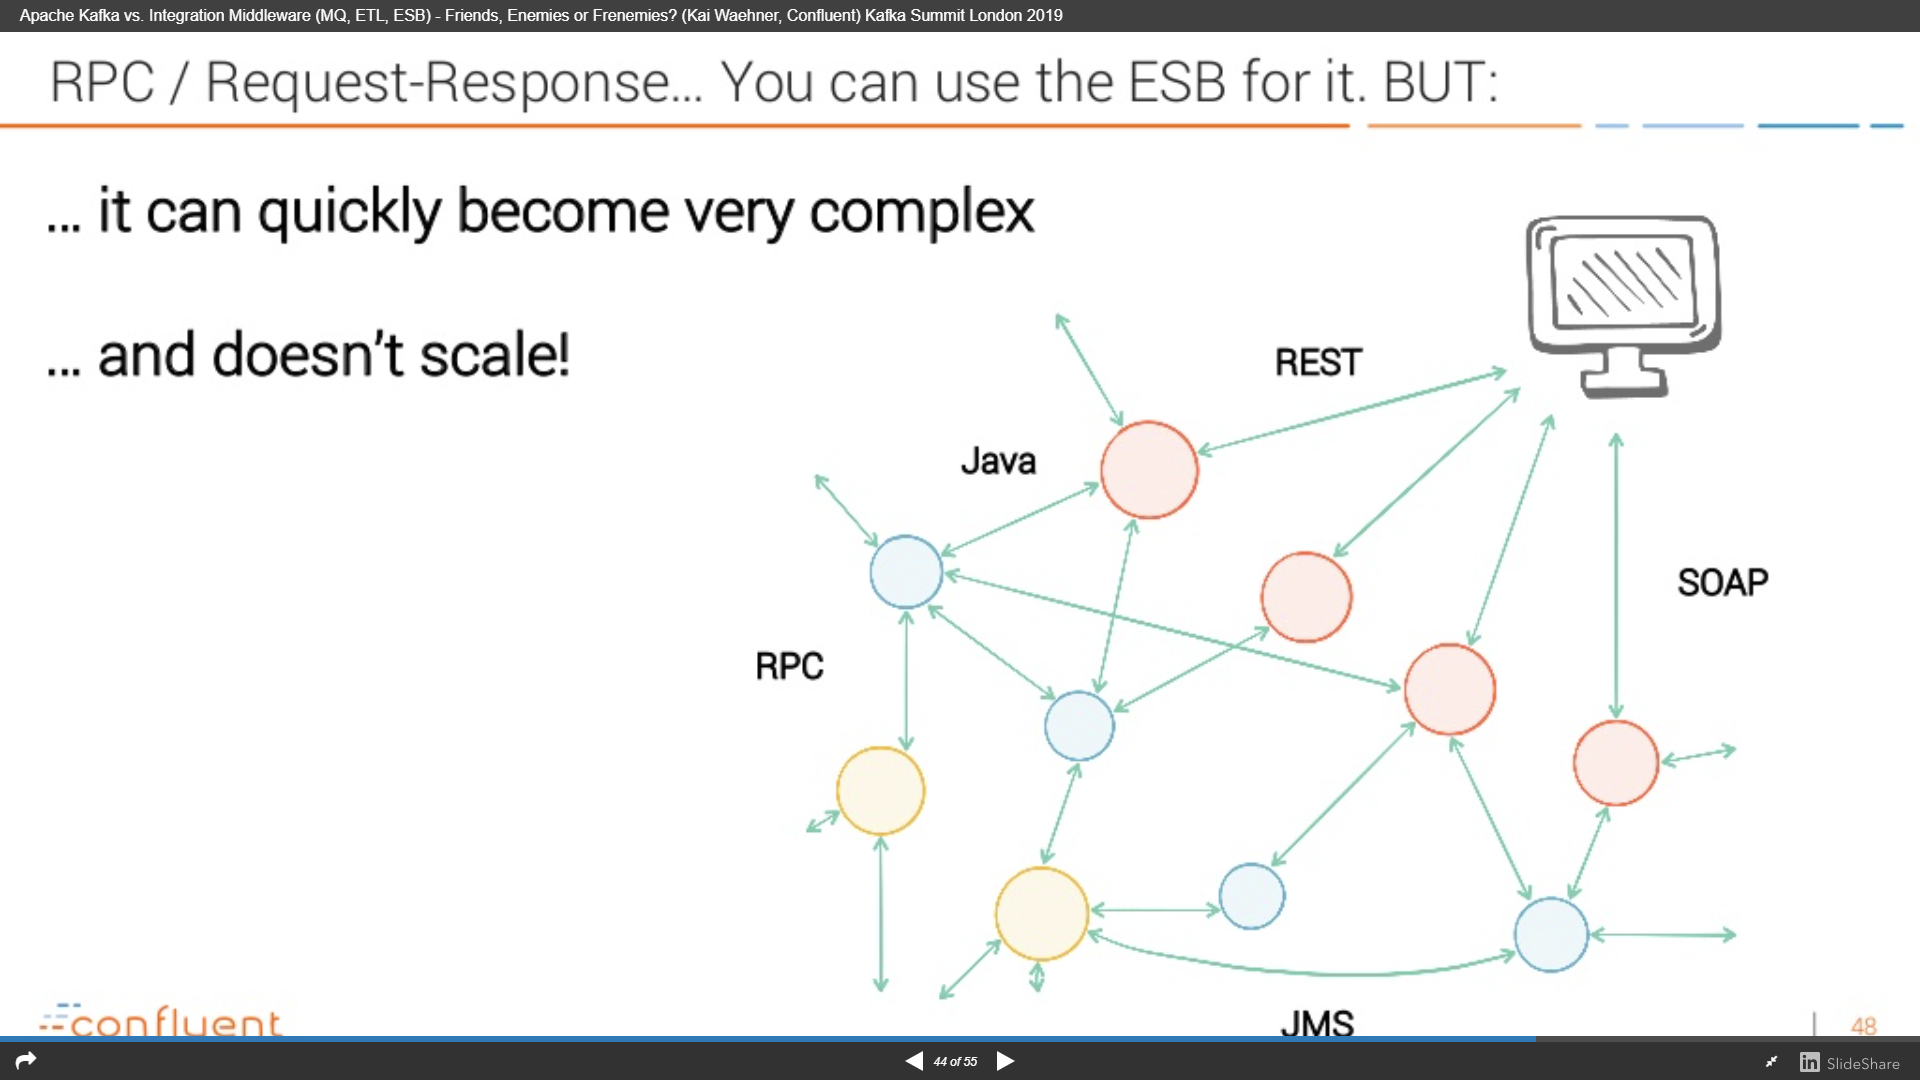 Apache Kafka vs. Integration Middleware (MQ, ETL, ESB) - Friends, Enemies or Frenemies? (Kai Waehner, Confluent) Kafka Summit London 2019
RPC / Request-Response... You can use the ESB for it. BUT:
... it can quickly become very complex
... and doesn't scale!
REST
Java
SOAP
RPC
JMS
confluent
48
44 of 55
in SlideShare